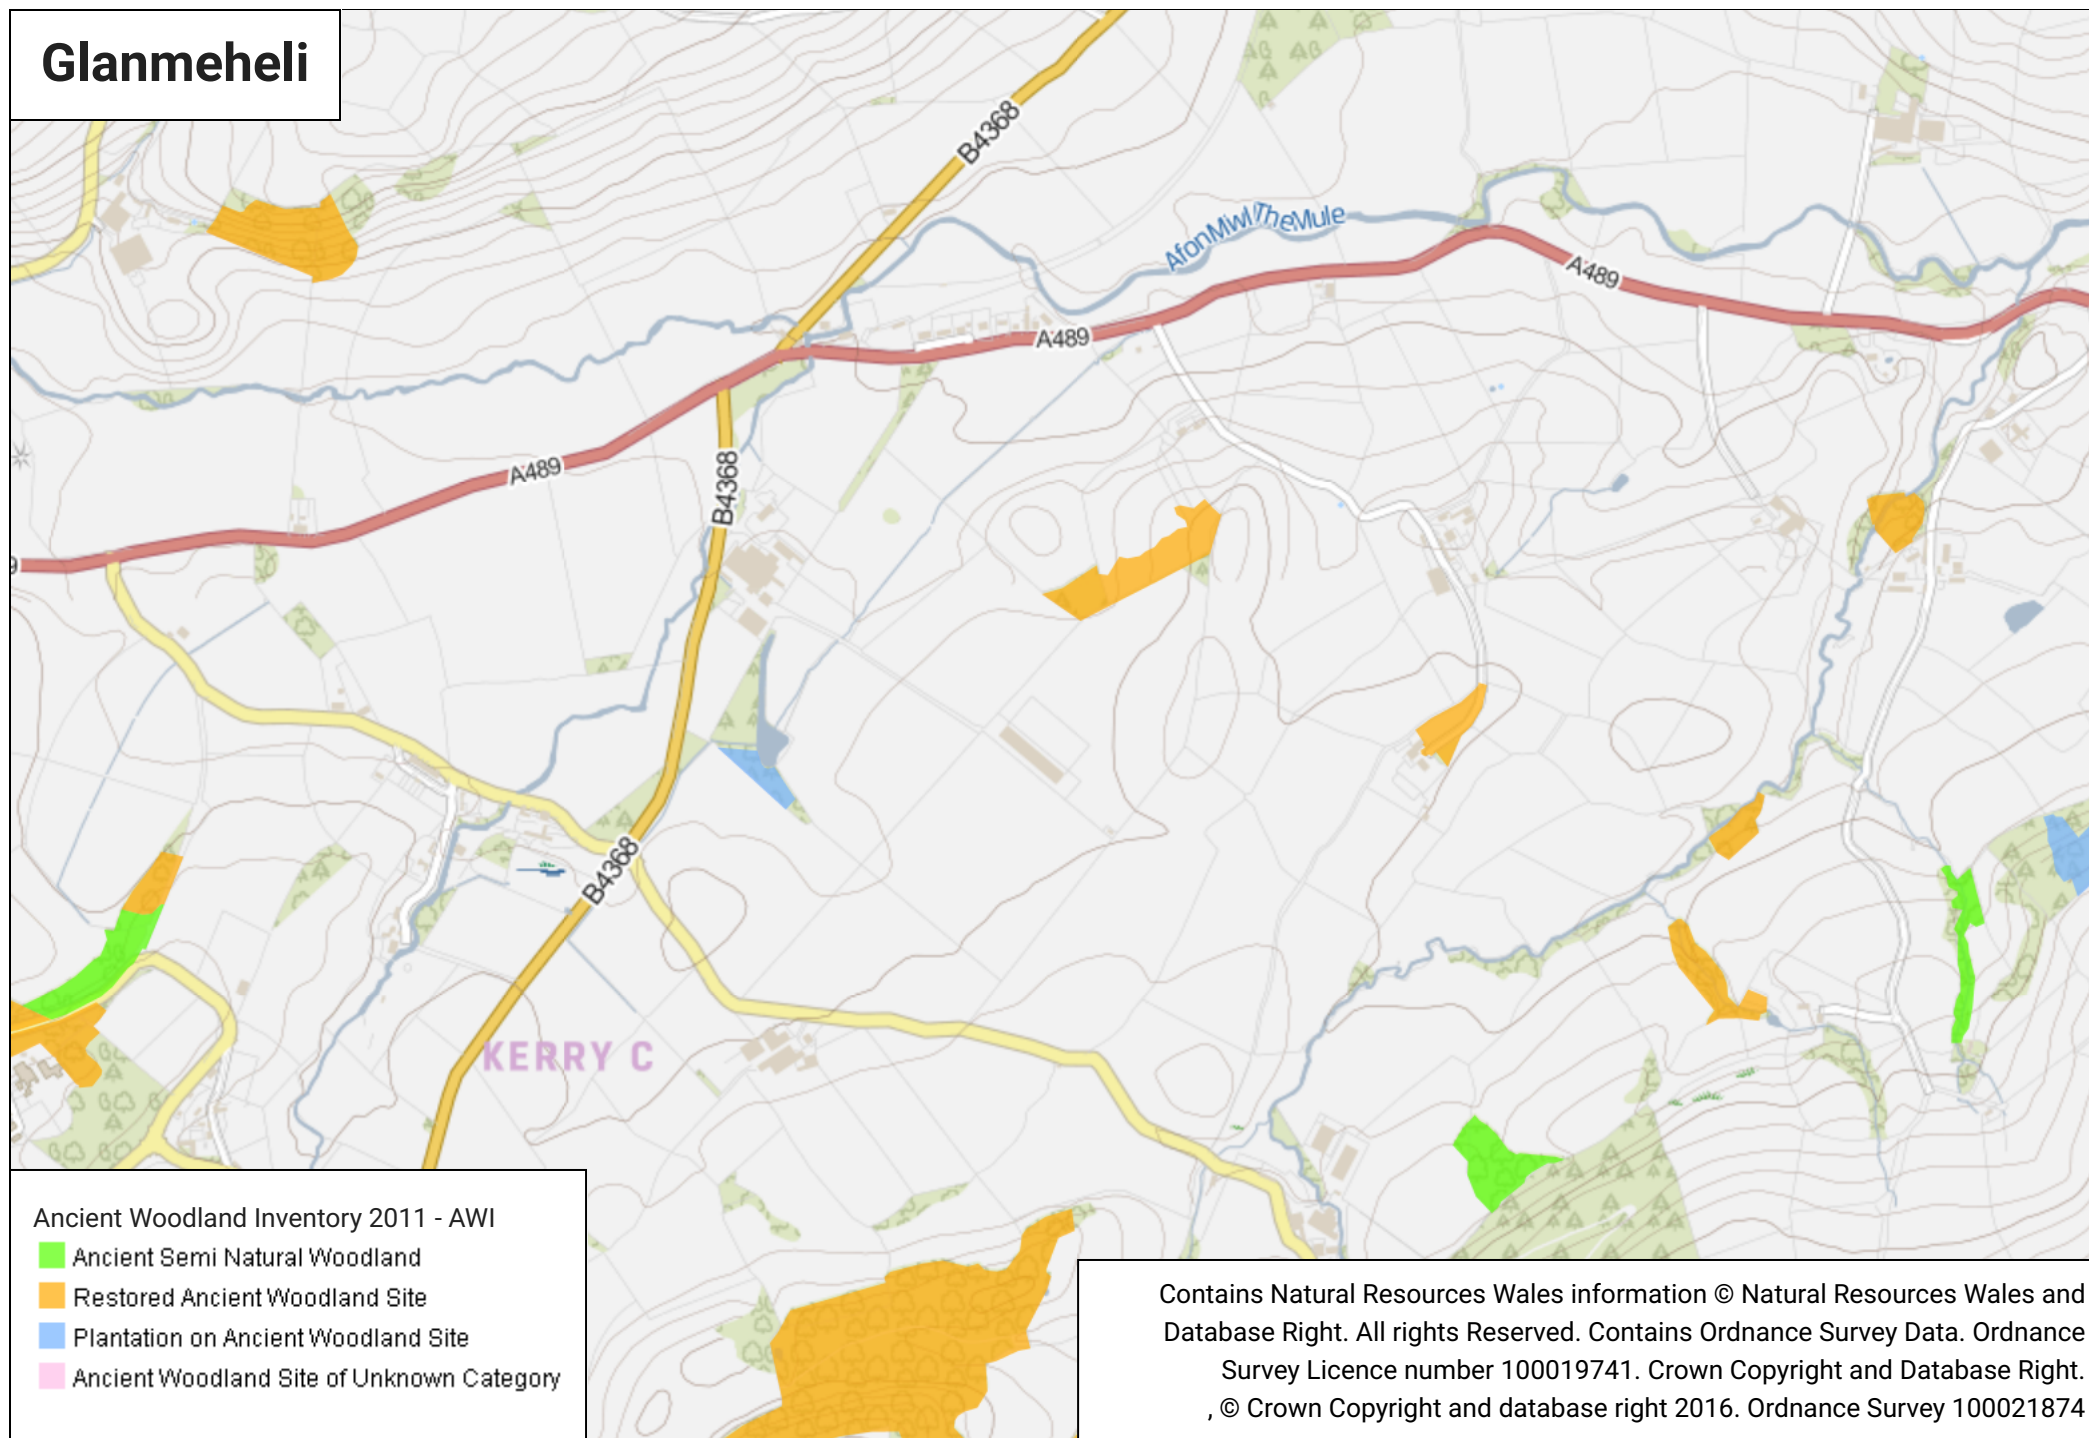 Glanmeheli
B4368
Afon Miwl/The Mule
A489
A489
A489
B4368
9
B4368
KERRY C
Ancient Woodland Inventory 2011 - AWI
Ancient Semi Natural Woodland
Restored Ancient Woodland Site
Plantation on Ancient Woodland Site
Ancient Woodland Site of Unknown Category
Contains Natural Resources Wales information © Natural Resources Wales and
Database Right. All rights Reserved. Contains Ordnance Survey Data. Ordnance
Survey Licence number 100019741. Crown Copyright and Database Right.
, © Crown Copyright and database right 2016. Ordnance Survey 100021874